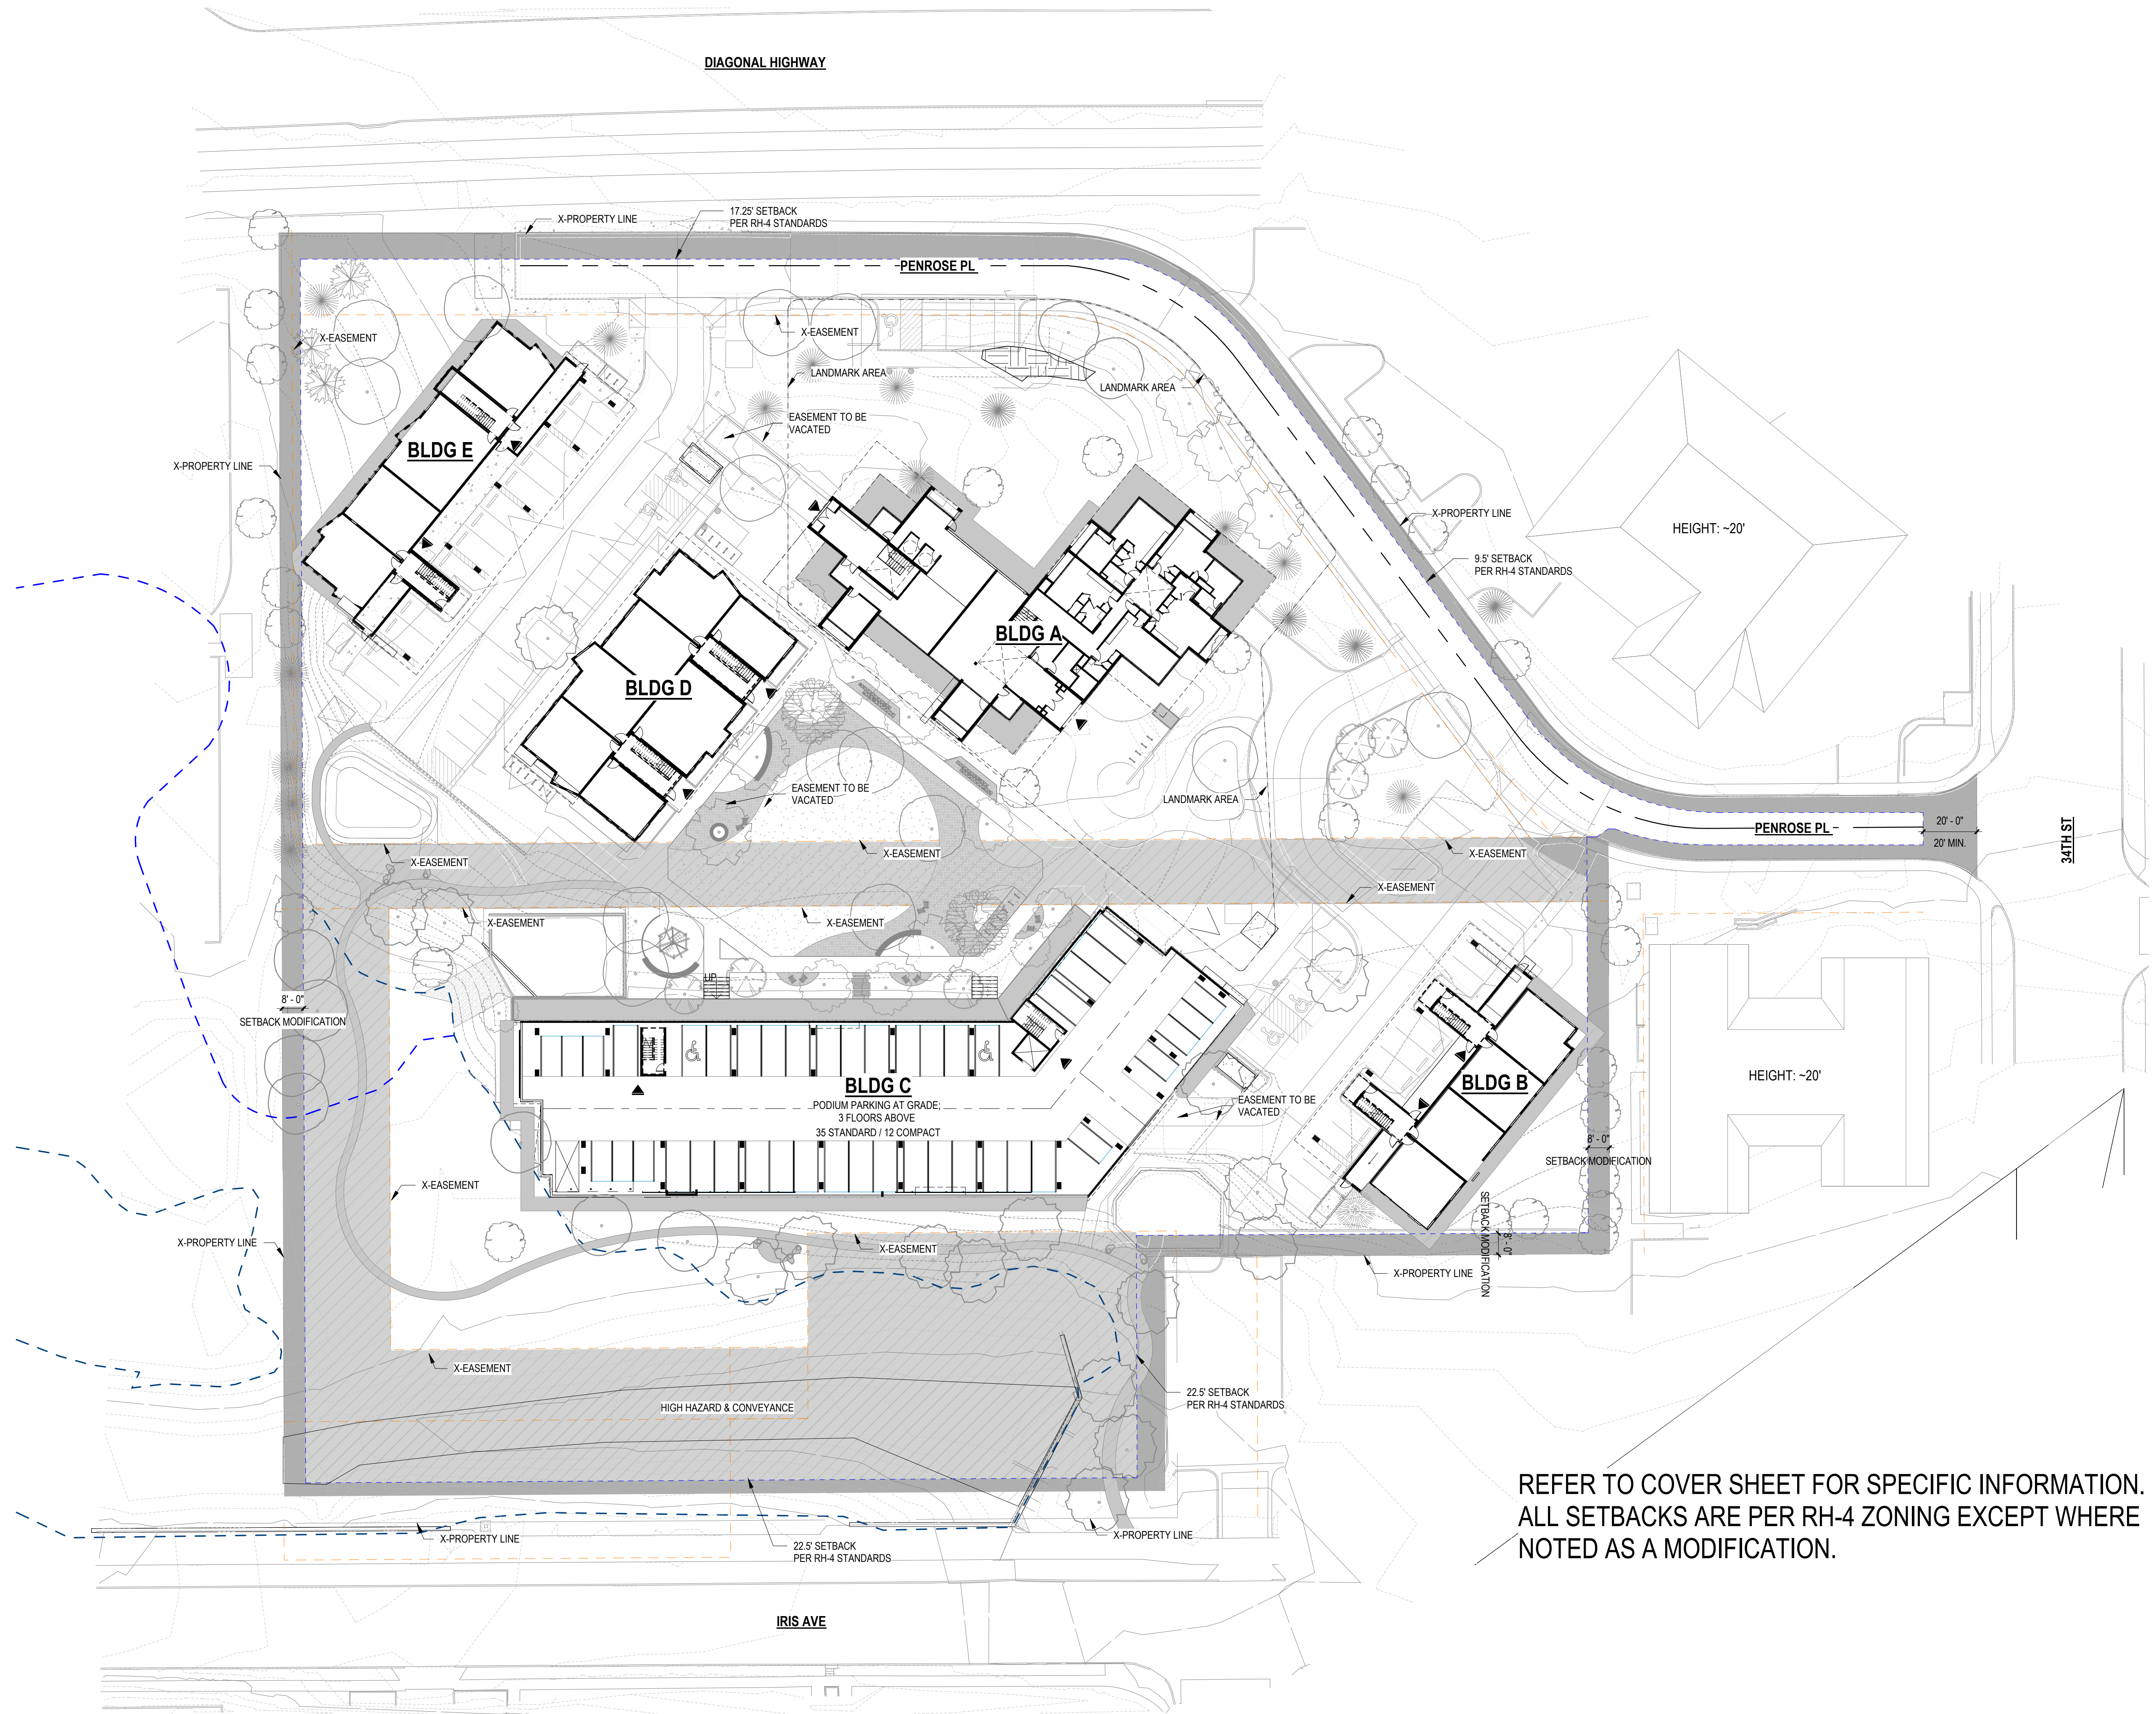 DIAGONAL HIGHWAY
X-PROPERTY LINE
17.25' SETBACK
PER RH-4 STANDARDS
PENROSE PL
X-EASEMENT
X-EASEMENT
LANDMARK AREA
LANDMARK AREA
EASEMENT TO BE
VACATED
BLDG E
X-PROPERTY LINE
X-PROPERTY LINE
HEIGHT: ~20'
9.5' SETBACK
PER RH-4 STANDARDS
BLDG A
BLDG D
EASEMENT TO BE
VACATED
LANDMARK AREA
PENROSE PL
20' - 0"
20' MIN.
34TH ST
X-EASEMENT
X-EASEMENT
X-EASEMENT
X-EASEMENT
X-EASEMENT
X-EASEMENT
UP
8' - 0"
SETBACK MODIFICATION
BLDG C
PODIUM PARKING AT GRADE;
3 FLOORS ABOVE
35 STANDARD / 12 COMPACT
BLDG B
HEIGHT: ~20'
EASEMENT TO BE
VACATED
8' - 0"
SETBACK MODIFICATION
X-EASEMENT
8' - 0"
SETBACK MODIFICATION
X-PROPERTY LINE
X-EASEMENT
X-PROPERTY LINE
X-EASEMENT
22.5' SETBACK
PER RH-4 STANDARDS
HIGH HAZARD & CONVEYANCE
REFER TO COVER SHEET FOR SPECIFIC INFORMATION.
ALL SETBACKS ARE PER RH-4 ZONING EXCEPT WHERE
NOTED AS A MODIFICATION.
X-PROPERTY LINE
X-PROPERTY LINE
22.5' SETBACK
PER RH-4 STANDARDS
IRIS AVE